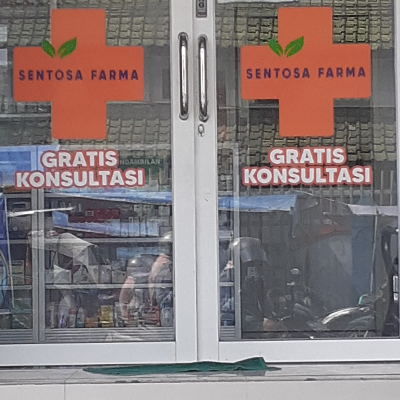 SENTOSA FARMA
GRATIS
KONSULTASI
SENTOSA FARMA
GRATIS
KONSULTASI